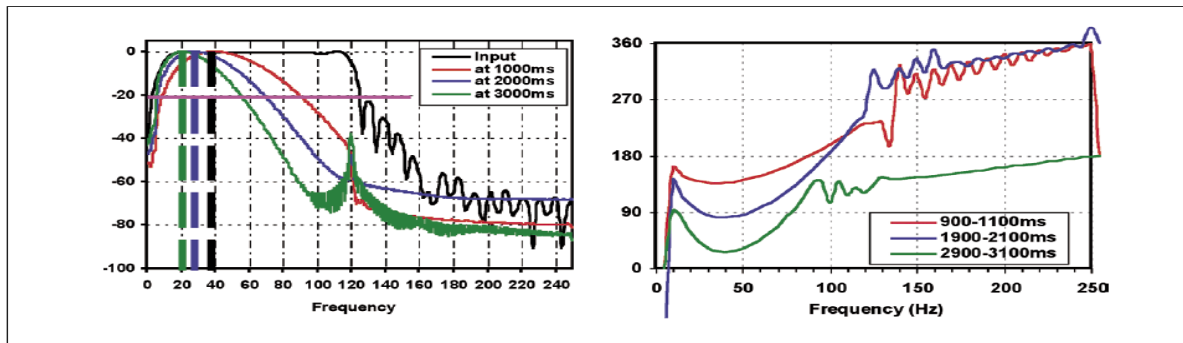 0
-20
-40
-60
-80
-100
0 20 40 60 80 100 120 140 160 180 200 220 240
Frequency
Input
at 1000ms
at 2000ms
at 3000ms
360
270
180
90
0
0 50 100 150 200 250
Frequency (Hz)
900-1100ms
1900-2100ms
2900-3100ms